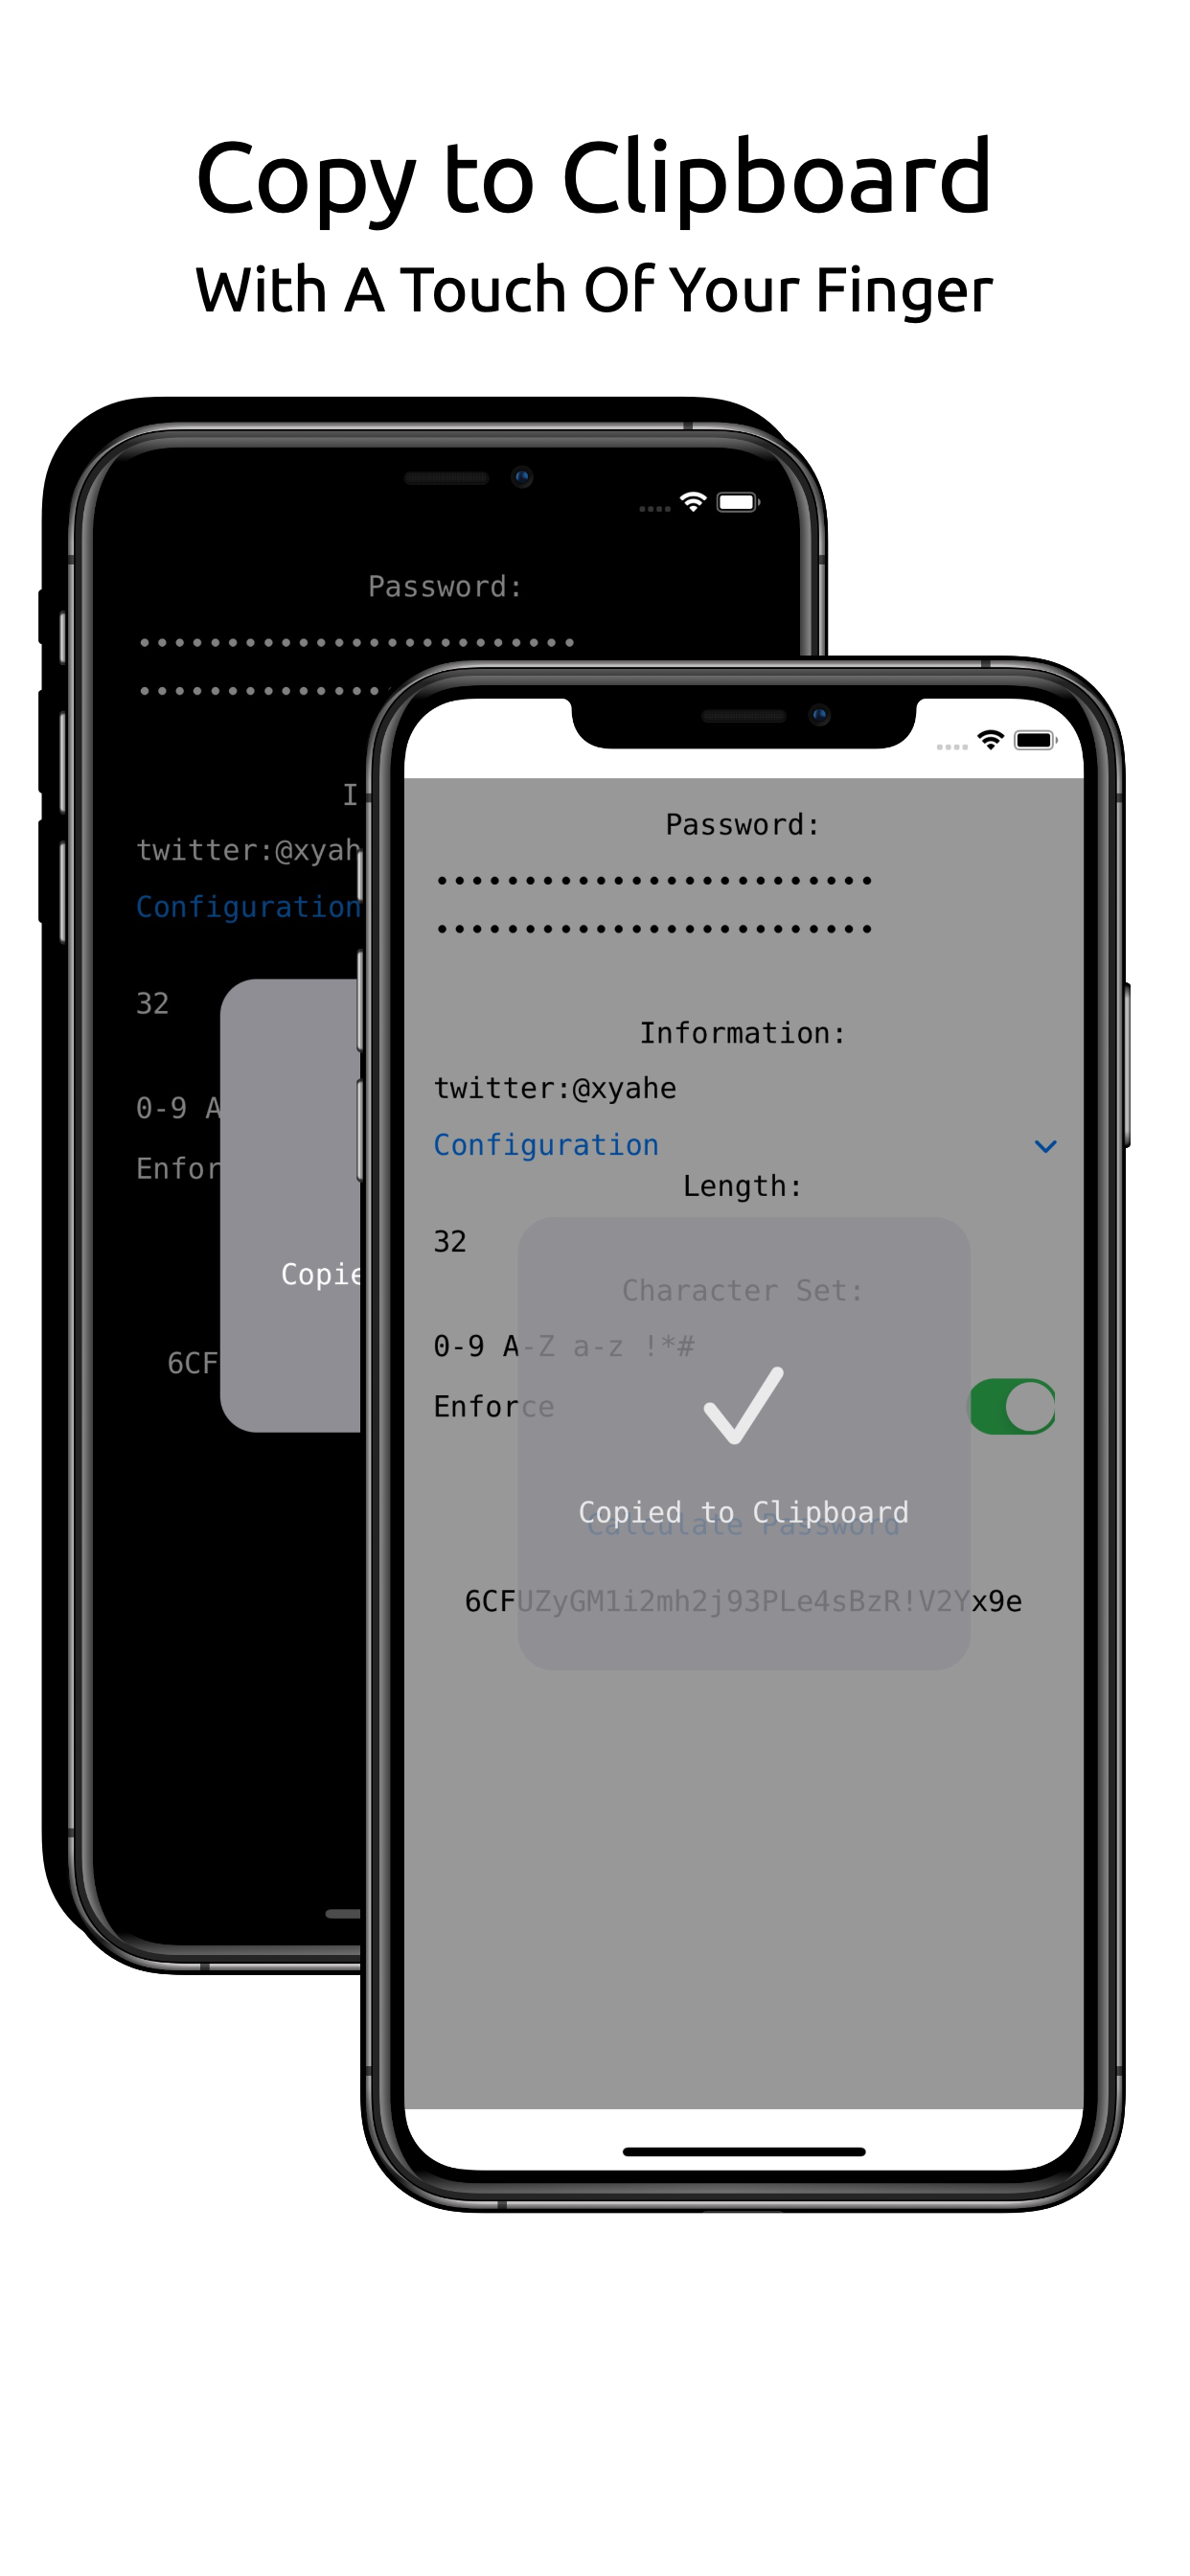 Copy to Clipboard
With A Touch Of Your Finger
Password:
I
twitter:@xyah
Configuration
32
0-9 A
Enfor
Copie
6CF
Password:
Information:
twitter:@xyahe
Configuration
Length:
32
Character Set:
0-9 A-Z a-z !*#
Enforce
Copied to Clipboard
Calculate Password
6CFUZyGM1i2mh2j93PLe4sBzR!V2Yx9e